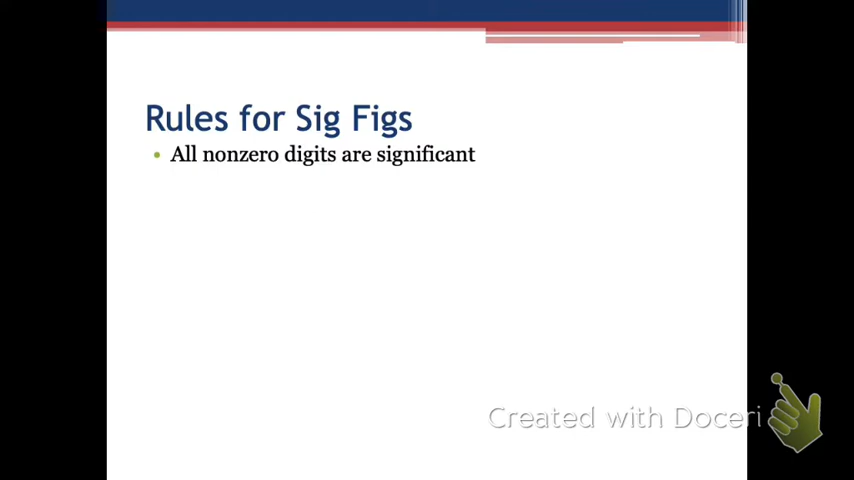 Rules for Sig Figs
• All nonzero digits are significant
Created with Doceri